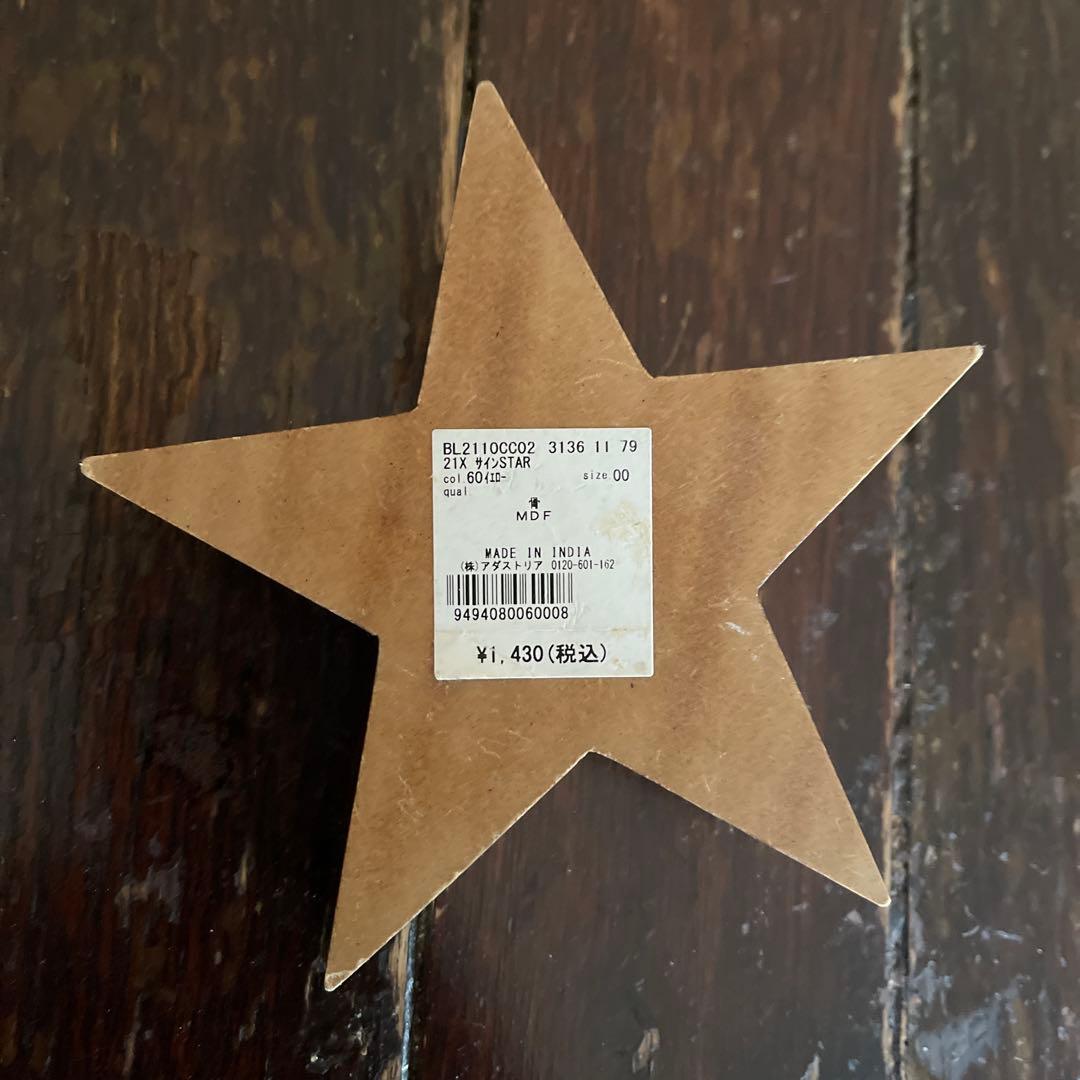 BL2110CC02 3136 11 79
21X ｻｲﾝSTAR
col.60ｲｴﾛｰ size 00
qual
骨
MDF
MADE IN INDIA
(株)アダストリア 0120-601-162
9494080060008
¥1,430(税込)